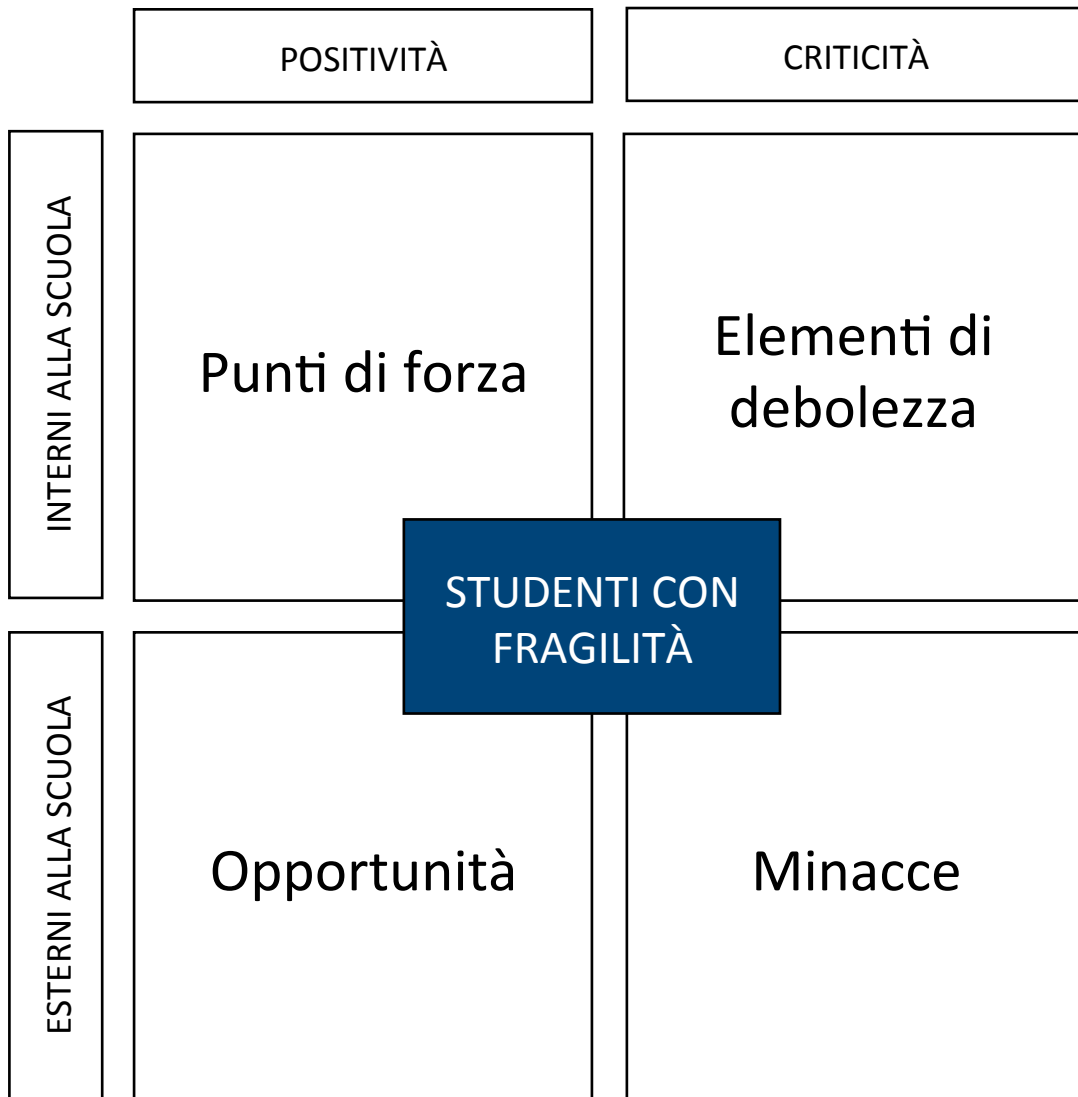 POSITIVITÀ
CRITICITÀ
INTERNI ALLA SCUOLA
Punti di forza
Elementi di
debolezza
STUDENTI CON
FRAGILITÀ
ESTERNI ALLA SCUOLA
Opportunità
Minacce